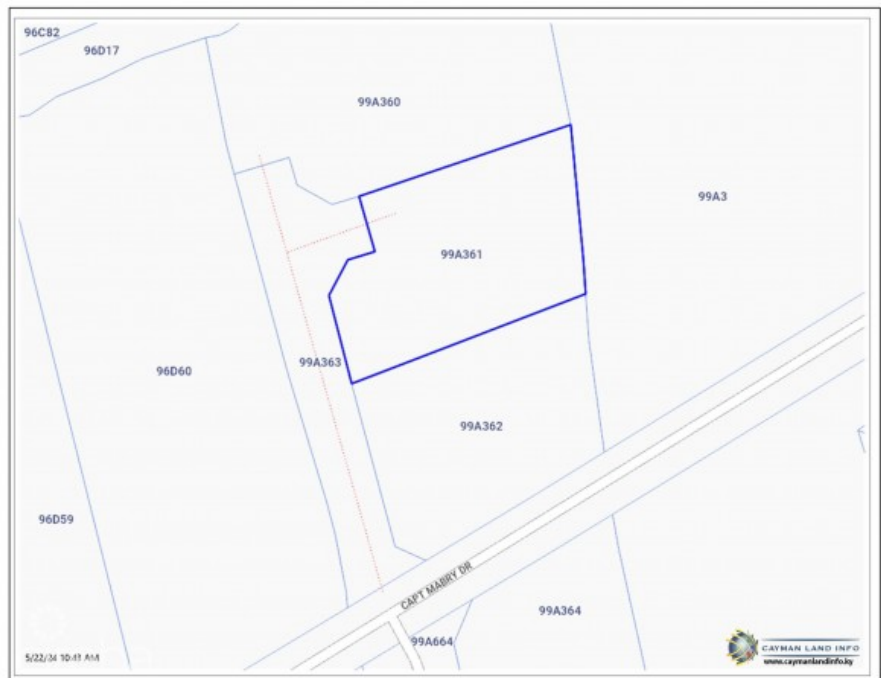 96C82
96D17
99A360
99A3
99A361
99A363
96D60
99A362
96D59
CAPT MABRY DR
99A364
99A664
5/22/24 10:41 AM
CAYMAN LAND INFO
www.caymanlandinfo.ky